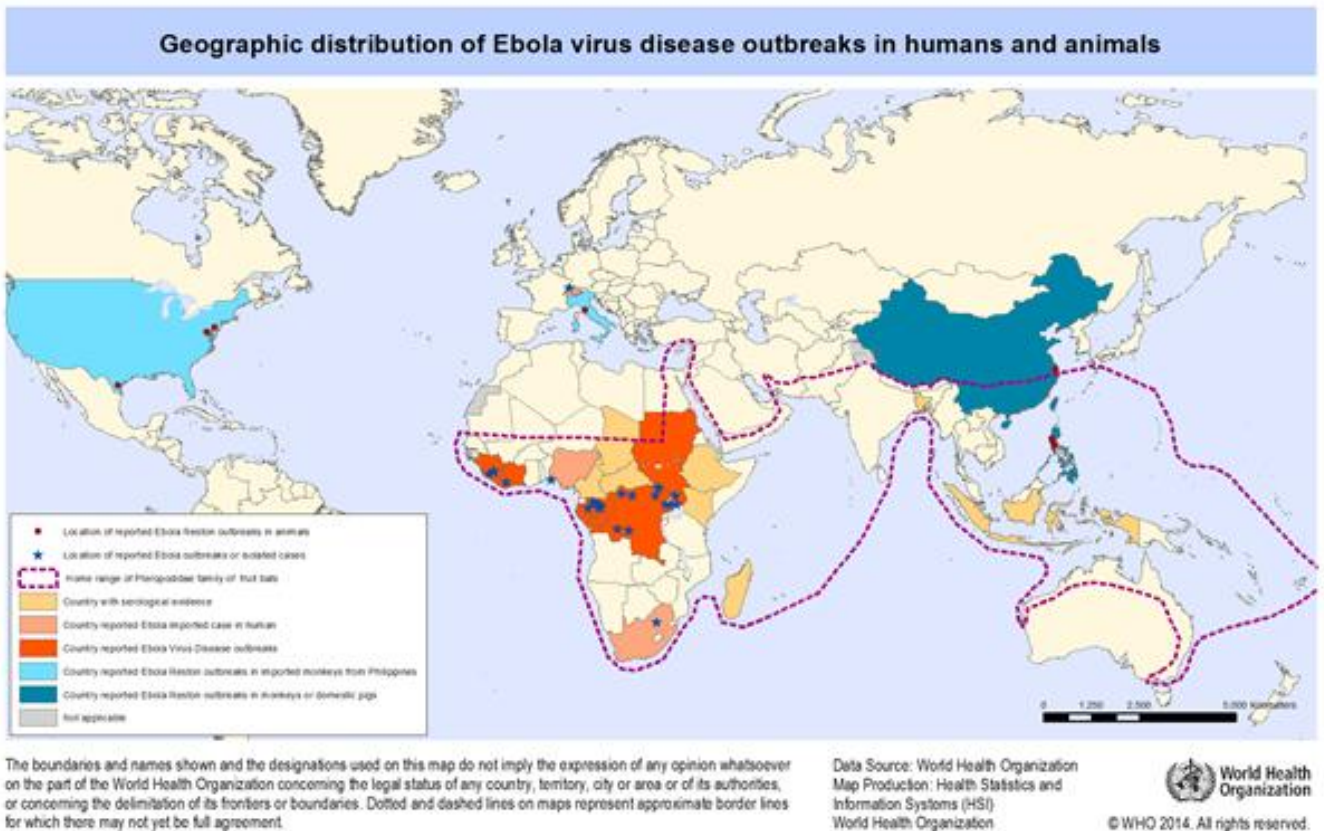 Geographic distribution of Ebola virus disease outbreaks in humans and animals
Location of reported Ebola Reston outbreaks in animals
Location of reported Ebola outbreaks or isolated cases
Home range of Pteropodidae family of fruit bats
Country with serological evidence
Country reported Ebola imported case in human
Country reported Ebola Virus Disease outbreaks
Country reported Ebola Reston outbreaks in imported monkeys from Philippines
Country reported Ebola Reston outbreaks in monkeys or domestic pigs
Not applicable
0 1.250 2.500 5.000 Kilometers
The boundaries and names shown and the designations used on this map do not imply the expression of any opinion whatsoever
on the part of the World Health Organization concerning the legal status of any country, territory, city or area or of its authorities,
or concerning the delimitation of its frontiers or boundaries. Dotted and dashed lines on maps represent approximate border lines
for which there may not yet be full agreement.
Data Source: World Health Organization
Map Production: Health Statistics and
Information Systems (HSI)
World Health Organization
World Health
Organization
© WHO 2014. All rights reserved.